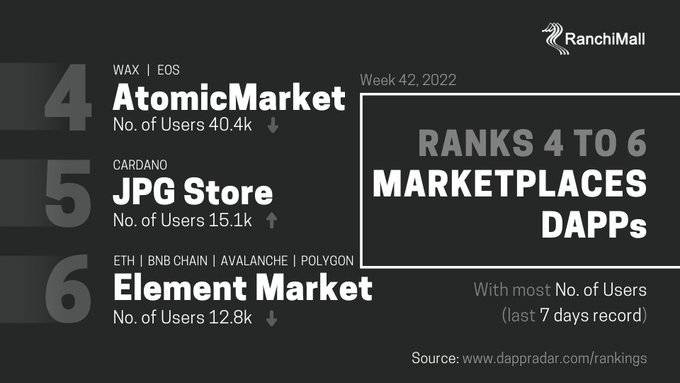 RanchiMall
4
WAX | EOS
AtomicMarket
No. of Users 40.4k
5
CARDANO
JPG Store
No. of Users 15.1k
6
ETH | BNB CHAIN | AVALANCHE | POLYGON
Element Market
No. of Users 12.8k
Week 42, 2022
RANKS 4 TO 6
MARKETPLACES
DAPPs
With most No. of Users
(last 7 days record)
Source: www.dappradar.com/rankings